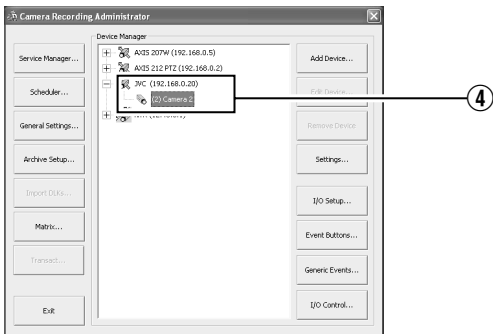 Camera Recording Administrator
Device Manager
Service Manager...
Scheduler...
General Settings...
Archive Setup...
Import DLKs...
Matrix...
Transact...
Exit
AXIS 207W (192.168.0.5)
AXIS 212 PTZ (192.168.0.2)
JVC (192.168.0.20)
(2) Camera 2
Add Device...
Edit Device...
Remove Device
Settings...
I/O Setup...
Event Buttons...
Generic Events...
I/O Control...
4